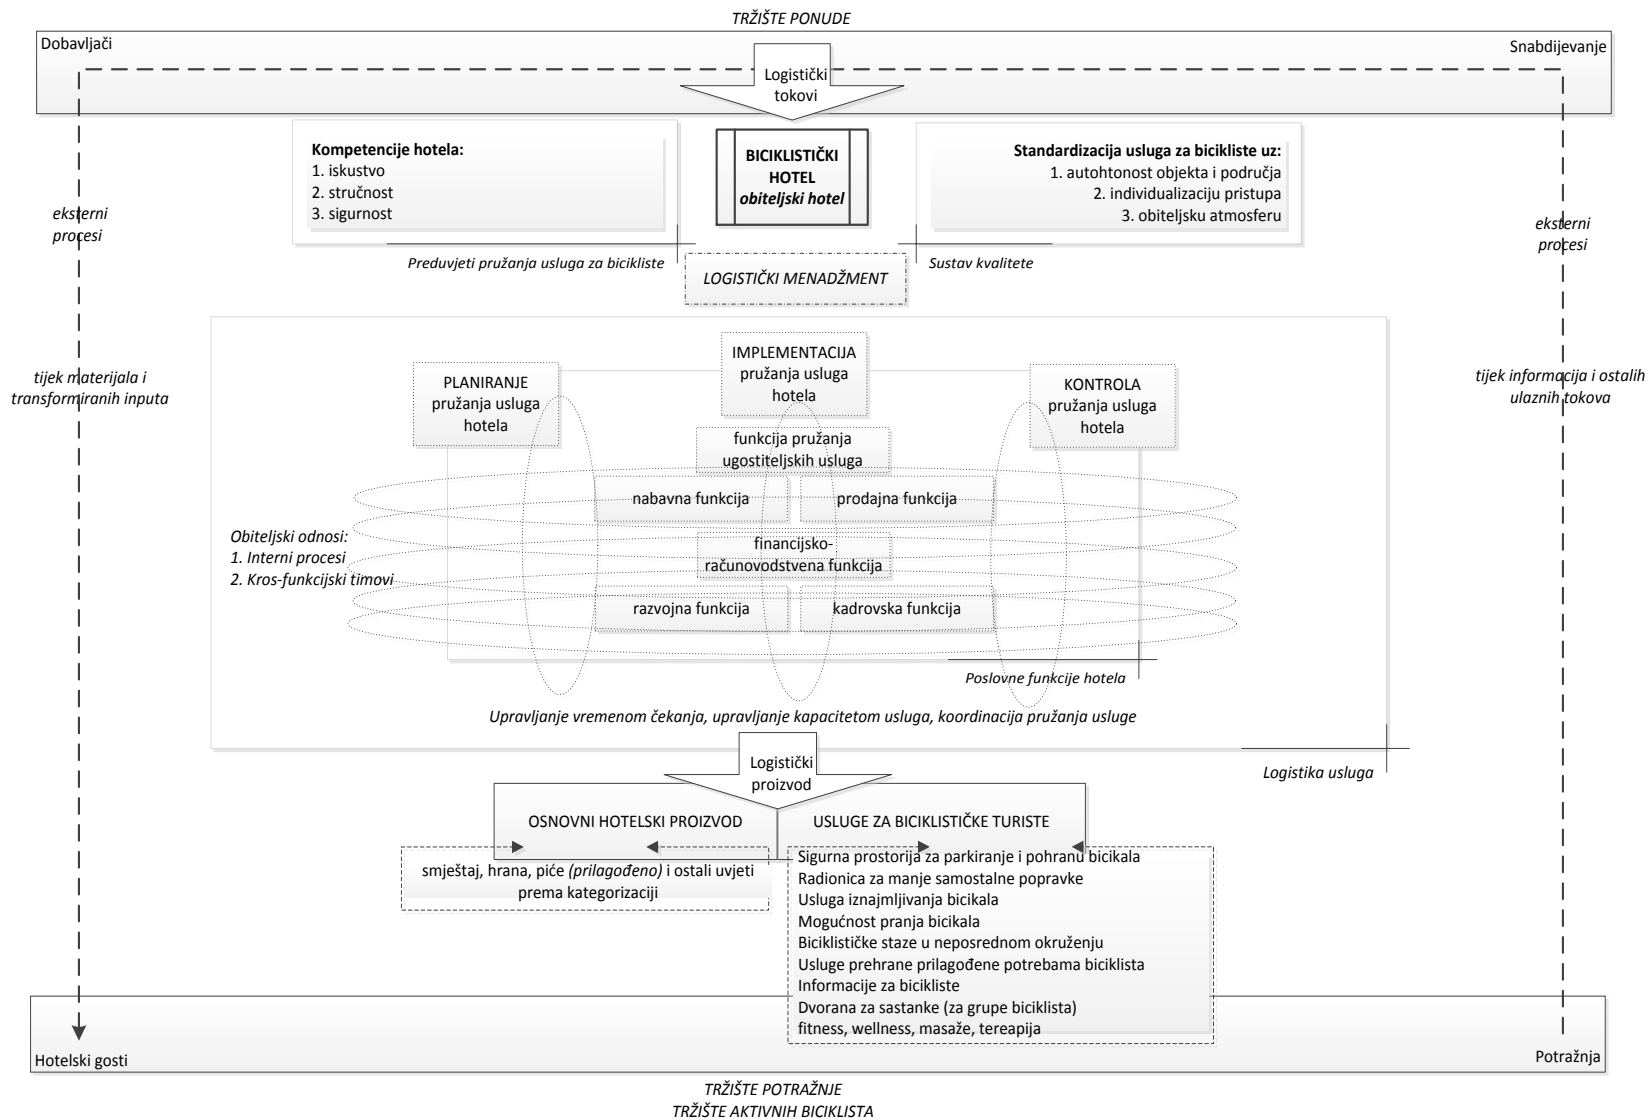 TRŽIŠTE PONUDE
Dobavljači
Snabdijevanje
Logistički
tokovi
Kompetencije hotela:
1. iskustvo
2. stručnost
3. sigurnost
BICIKLISTIČKI
HOTEL
obiteljski hotel
Standardizacija usluga za bicikliste uz:
1. autohtonost objekta i područja
2. individualizaciju pristupa
3. obiteljsku atmosferu
eksterni
procesi
eksterni
procesi
Preduvjeti pružanja usluga za bicikliste
Sustav kvalitete
LOGISTIČKI MENADŽMENT
tijek materijala i
transformiranih inputa
PLANIRANJE
pružanja usluga
hotela
IMPLEMENTACIJA
pružanja usluga
hotela
KONTROLA
pružanja usluga
hotela
tijek informacija i ostalih
ulaznih tokova
funkcija pružanja
ugostiteljskih usluga
nabavna funkcija
prodajna funkcija
Obiteljski odnosi:
1. Interni procesi
2. Kros-funkcijski timovi
financijsko-
računovodstvena funkcija
razvojna funkcija
kadrovska funkcija
Poslovne funkcije hotela
Upravljanje vremenom čekanja, upravljanje kapacitetom usluga, koordinacija pružanja usluge
Logistika usluga
Logistički
proizvod
OSNOVNI HOTELSKI PROIZVOD
USLUGE ZA BICIKLISTIČKE TURISTE
smještaj, hrana, piće (prilagođeno) i ostali uvjeti
prema kategorizaciji
Sigurna prostorija za parkiranje i pohranu bicikala
Radionica za manje samostalne popravke
Usluga iznajmljivanja bicikala
Mogućnost pranja bicikala
Biciklističke staze u neposrednom okruženju
Usluge prehrane prilagođene potrebama biciklista
Informacije za bicikliste
Dvorana za sastanke (za grupe biciklista)
fitness, wellness, masaže, tereapija
Hotelski gosti
Potražnja
TRŽIŠTE POTRAŽNJE
TRŽIŠTE AKTIVNIH BICIKLISTA